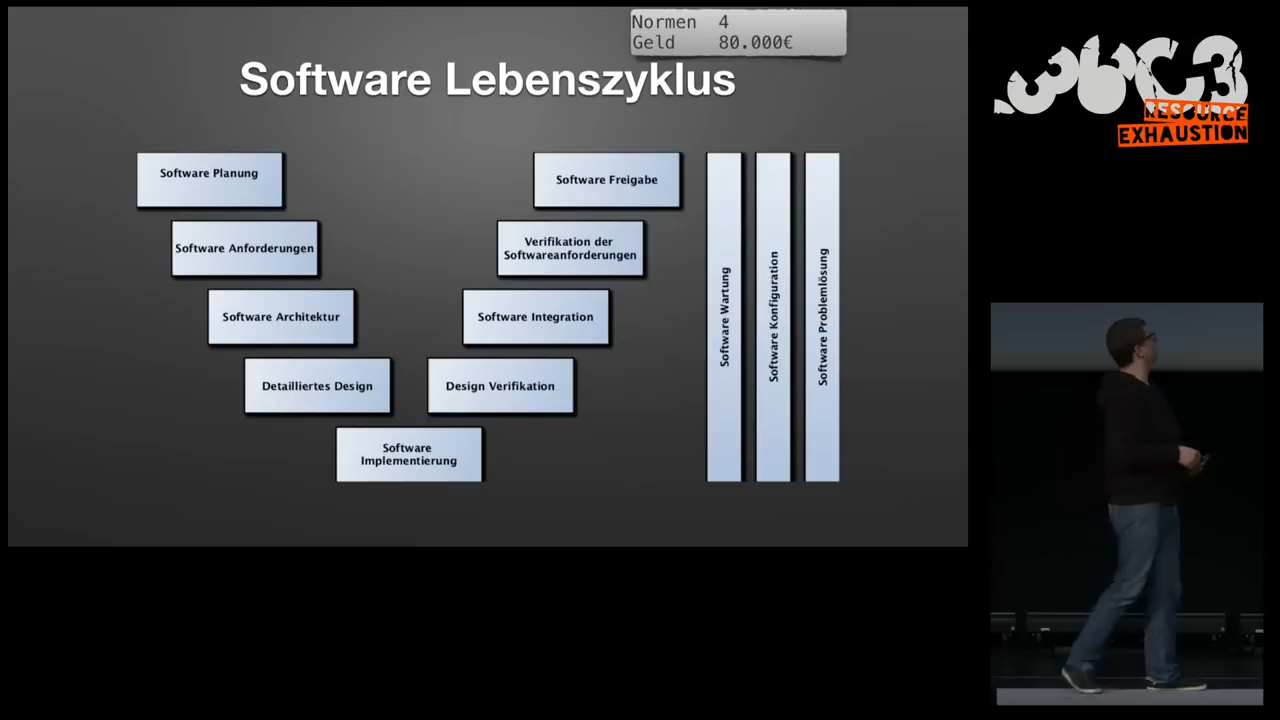 Normen 4
Geld 80.000€
Software Lebenszyklus
Software Planung
Software Freigabe
Software Anforderungen
Verifikation der
Softwareanforderungen
Software Architektur
Software Integration
Detailliertes Design
Design Verifikation
Software
Implementierung
Software Wartung
Software Konfiguration
Software Problemlösung
36C3
RESOURCE
EXHAUSTION